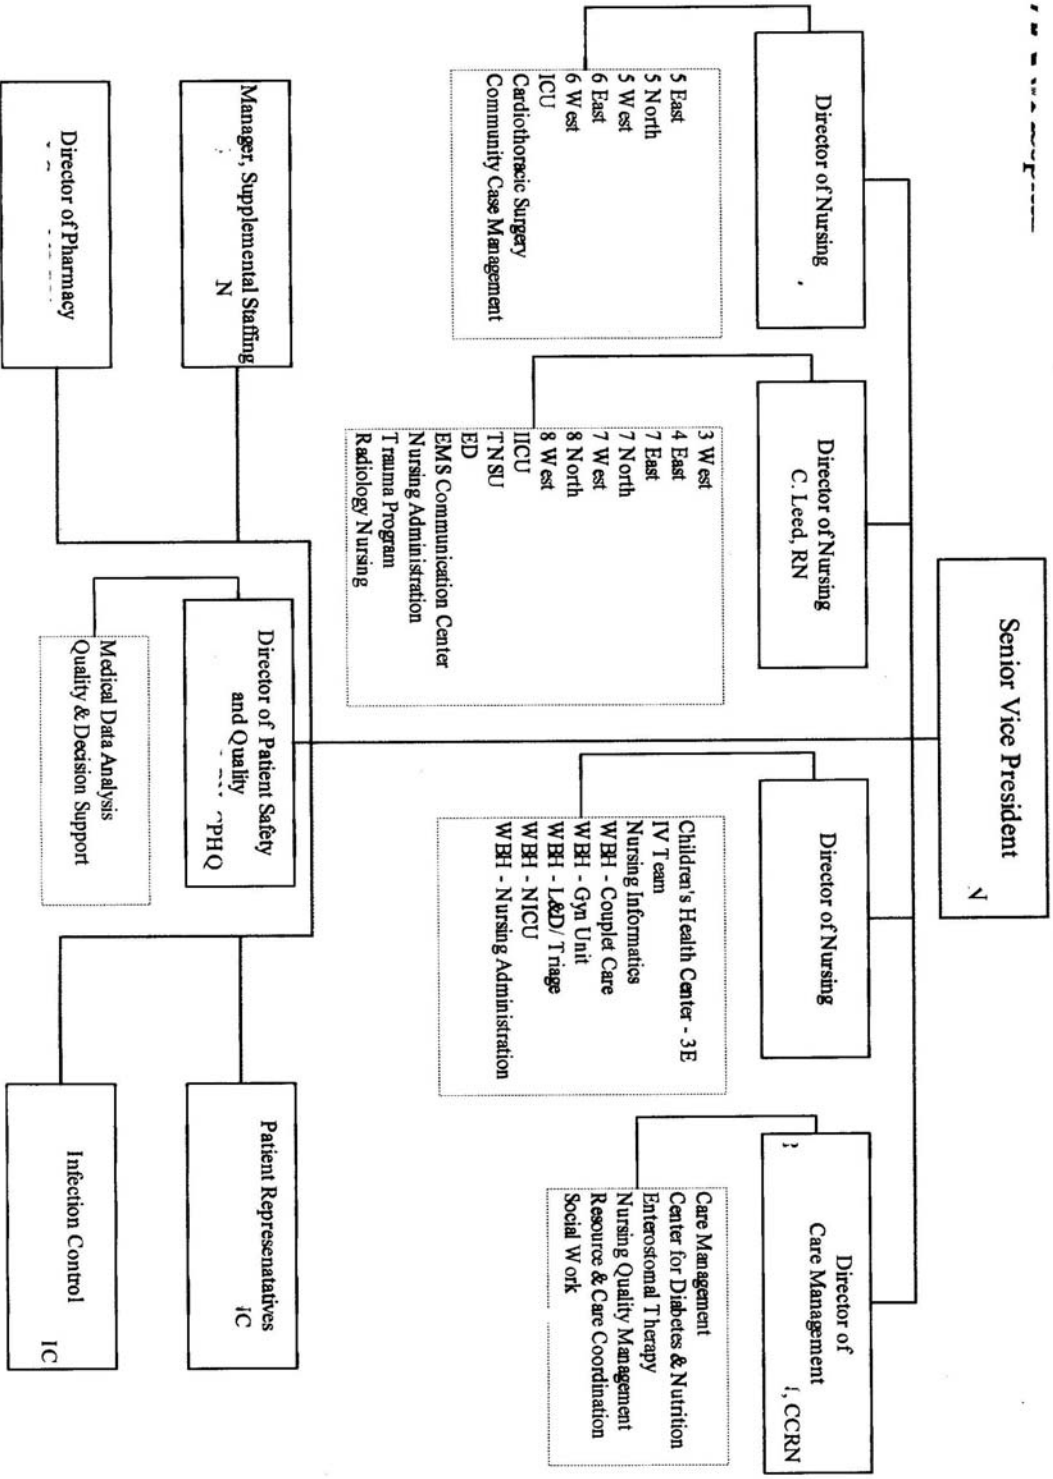 Senior Vice President
Director of Nursing
5 East
5 North
5 West
6 East
6 West
ICU
Cardiothoracic Surgery
Community Case Management
Director of Nursing
C. Leed, RN
3 West
4 East
7 East
7 North
7 West
8 North
8 West
IICU
TNSU
ED
EMS Communication Center
Nursing Administration
Trauma Program
Radiology Nursing
Director of Nursing
Children's Health Center - 3E
IV Team
Nursing Informatics
WBH - Couplet Care
WBH - Gyn Unit
WBH - L&D/ Triage
WBH - NICU
WBH - Nursing Administration
Director of
Care Management
, CCRN
Care Management
Center for Diabetes & Nutrition
Enterostomal Therapy
Nursing Quality Management
Resource & Care Coordination
Social Work
Manager, Supplemental Staffing
N
Director of Pharmacy
Director of Patient Safety
and Quality
CPHQ
Medical Data Analysis
Quality & Decision Support
Patient Represenatatives
IC
Infection Control
IC